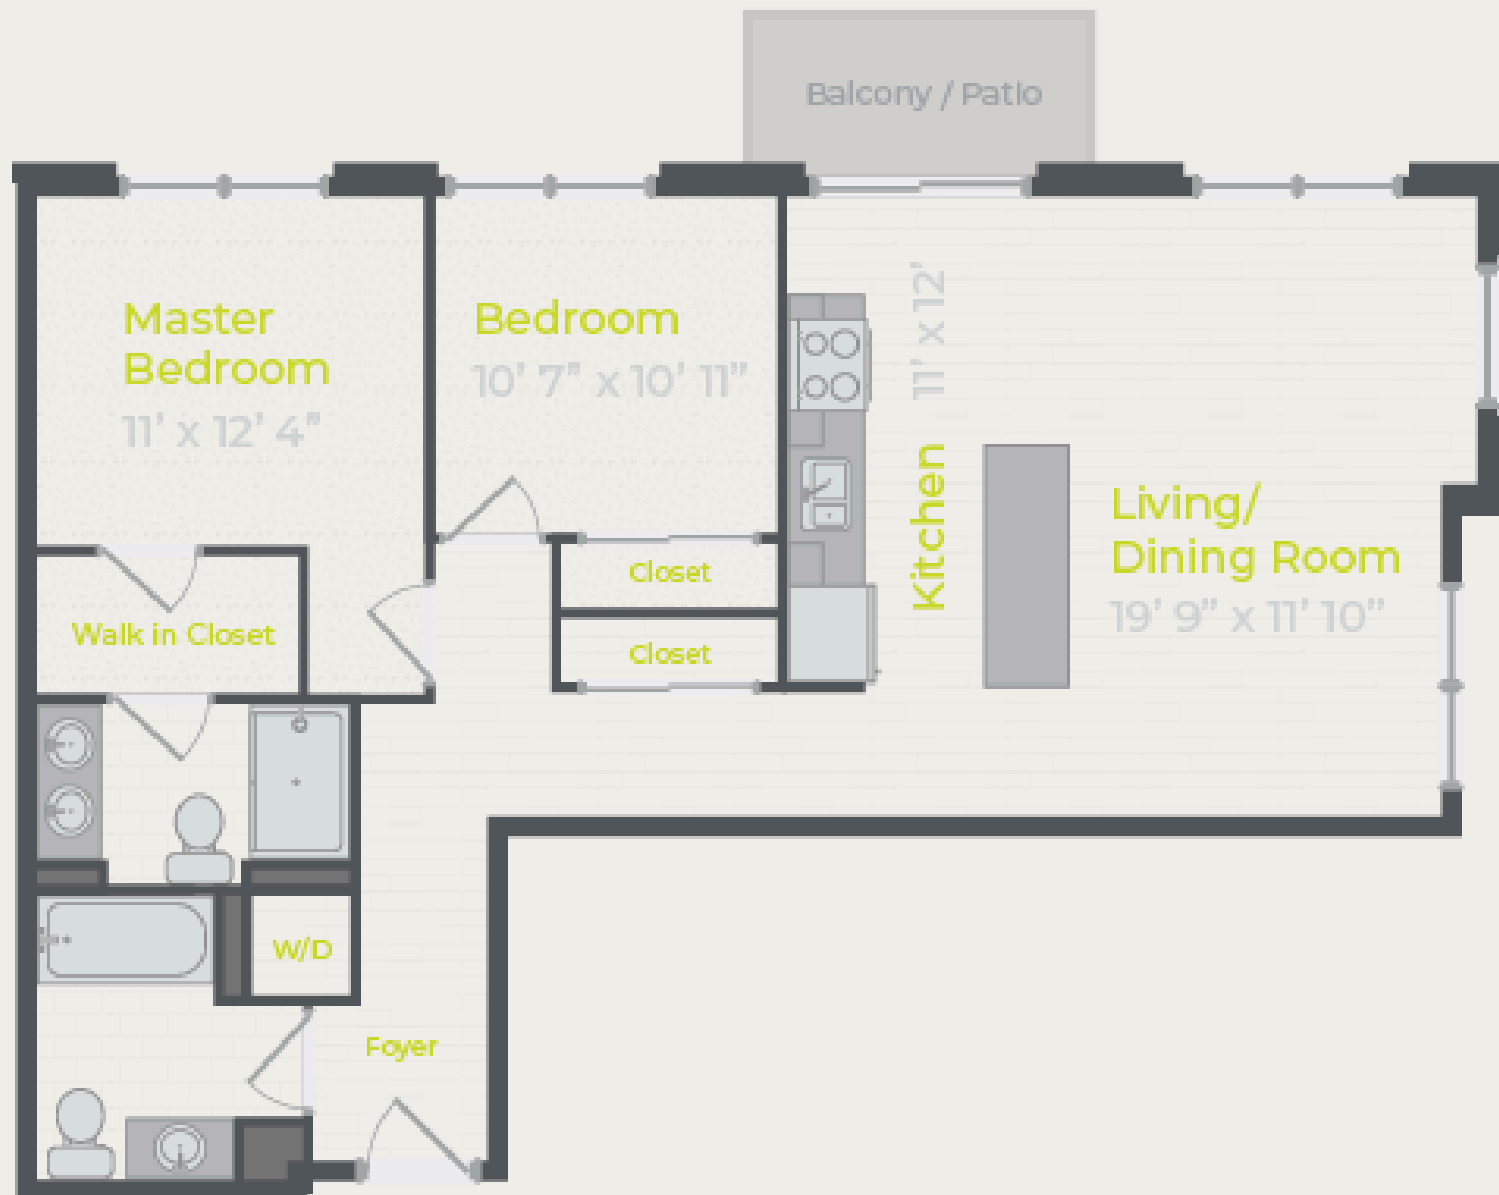 Balcony / Patio
Master
Bedroom
11’ x 12’ 4”
Bedroom
10’ 7” x 10’ 11”
Kitchen 11’ x 12’
Living/
Dining Room
19’ 9” x 11’ 10”
Closet
Closet
Walk in Closet
W/D
Foyer